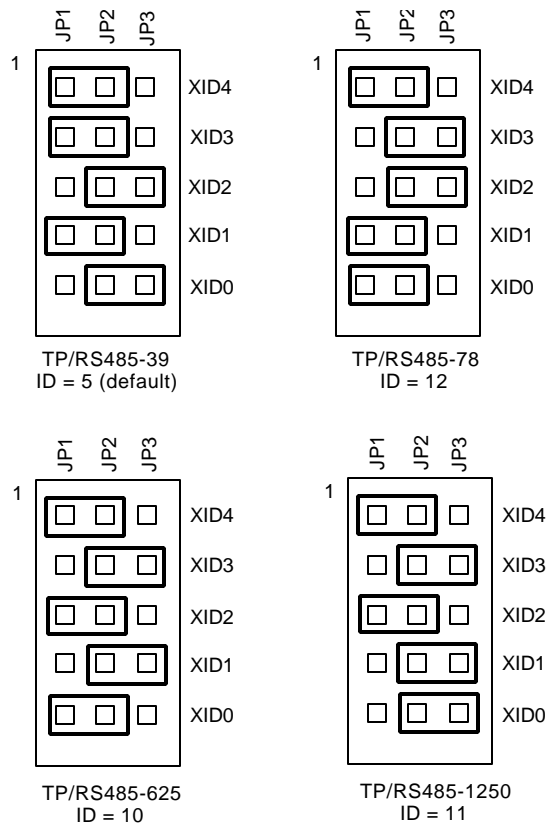 JP1 JP2 JP3
1
XID4
XID3
XID2
XID1
XID0
TP/RS485-39
ID = 5 (default)
JP1 JP2 JP3
1
XID4
XID3
XID2
XID1
XID0
TP/RS485-78
ID = 12
JP1 JP2 JP3
1
XID4
XID3
XID2
XID1
XID0
TP/RS485-625
ID = 10
JP1 JP2 JP3
1
XID4
XID3
XID2
XID1
XID0
TP/RS485-1250
ID = 11